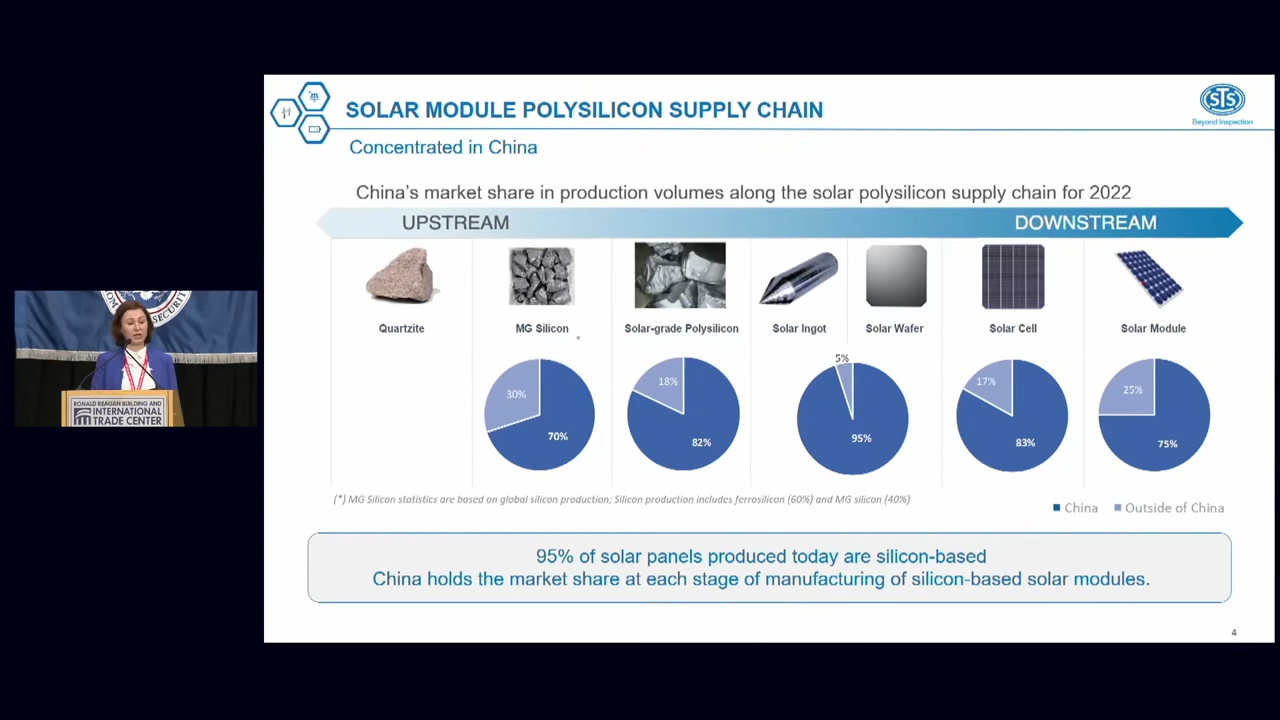 SOLAR MODULE POLYSILICON SUPPLY CHAIN
STS
Beyond Inspection
Concentrated in China
China's market share in production volumes along the solar polysilicon supply chain for 2022
UPSTREAM
DOWNSTREAM
Quartzite
MG Silicon
*
Solar-grade Polysilicon
Solar Ingot
Solar Wafer
Solar Cell
Solar Module
30%
70%
18%
82%
5%
95%
17%
83%
25%
75%
(*) MG Silicon statistics are based on global silicon production; Silicon production includes ferrosilicon (60%) and MG silicon (40%)
China
Outside of China
95% of solar panels produced today are silicon-based
China holds the market share at each stage of manufacturing of silicon-based solar modules.
4
SECURITY
RONALD REAGAN BUILDING AND
INTERNATIONAL
TRADE CENTER